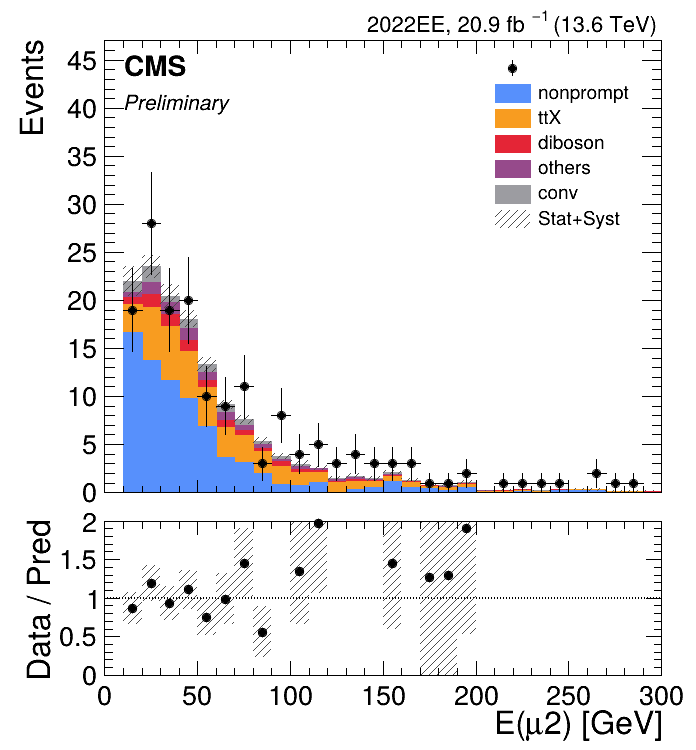 2022EE, 20.9 fb⁻¹ (13.6 TeV)
CMS
Preliminary
nonprompt
ttX
diboson
others
conv
Stat+Syst
Events
45
40
35
30
25
20
15
10
5
0
Data / Pred
2
1.5
1
0.5
0
0 50 100 150 200 250 300
E(μ2) [GeV]